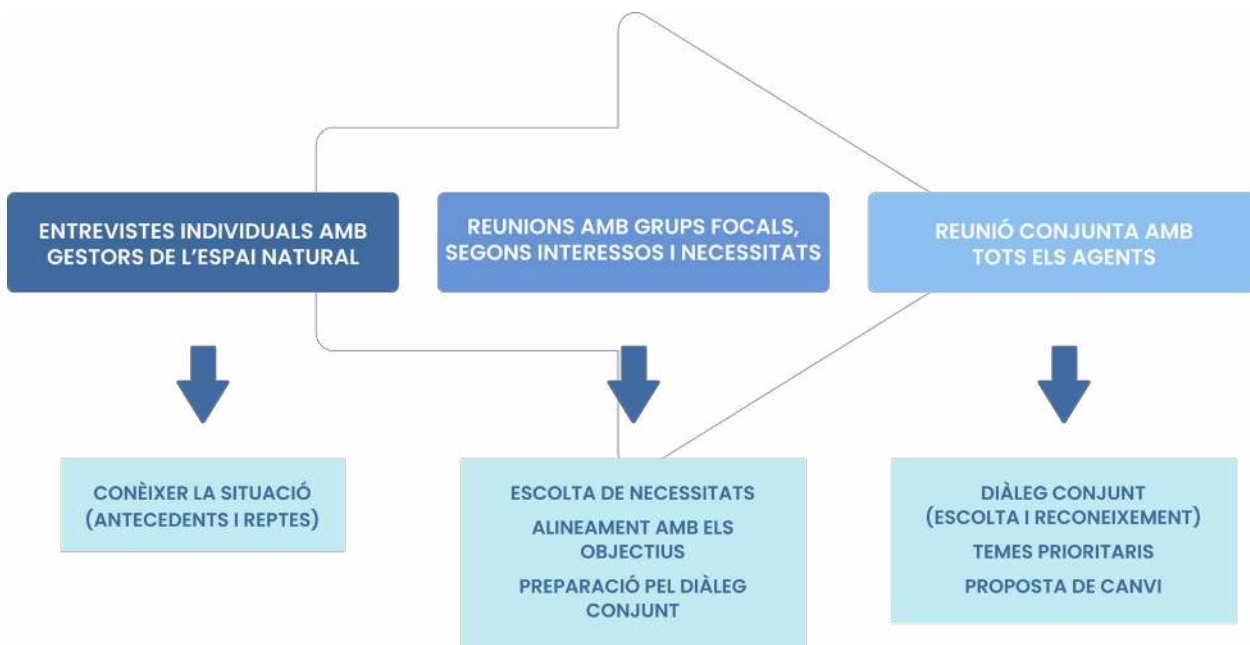 ENTREVISTES INDIVIDUALS AMB
GESTORS DE L'ESPAI NATURAL
REUNIONS AMB GRUPS FOCALS,
SEGONS INTERESSOS I NECESSITATS
REUNIÓ CONJUNTA AMB
TOTS ELS AGENTS
CONÈIXER LA SITUACIÓ
(ANTECEDENTS I REPTES)
ESCOLTA DE NECESSITATS
ALINEAMENT AMB ELS
OBJECTIUS
PREPARACIÓ PEL DIÀLEG
CONJUNT
DIÀLEG CONJUNT
(ESCOLTA I RECONEIXEMENT)
TEMES PRIORITARIS
PROPOSTA DE CANVI